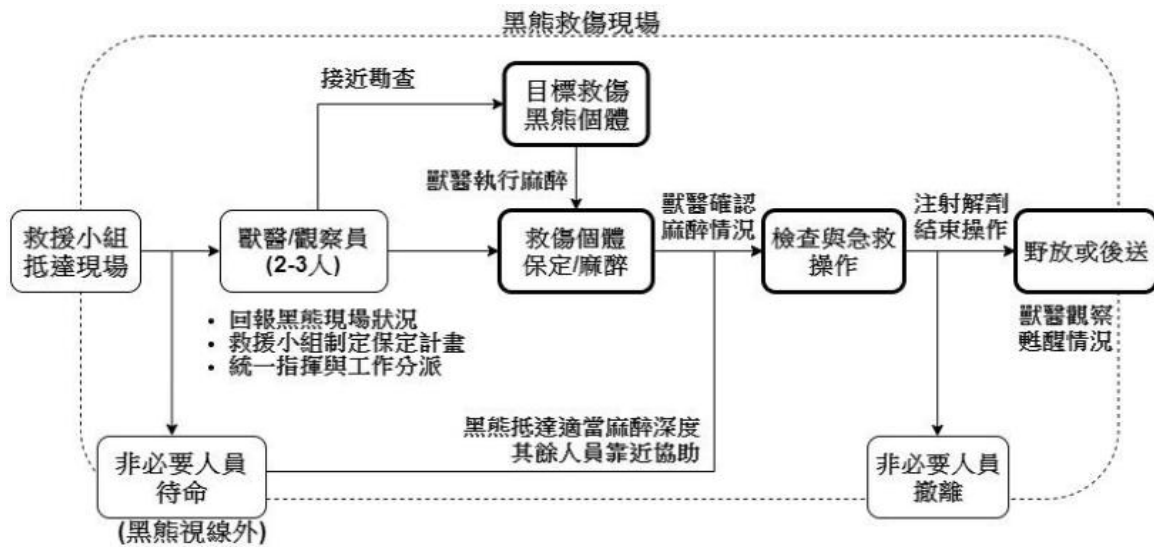 黑熊救傷現場
接近勘查
目標救傷
黑熊個體
獸醫執行麻醉
救援小組
抵達現場
獸醫/觀察員
(2-3人)
救傷個體
保定/麻醉
獸醫確認
麻醉情況
檢查與急救
操作
注射解劑
結束操作
野放或後送
獸醫觀察
甦醒情況
• 回報黑熊現場狀況
• 救援小組制定保定計畫
• 統一指揮與工作分派
黑熊抵達適當麻醉深度
其餘人員靠近協助
非必要人員
待命
(黑熊視線外)
非必要人員
撤離